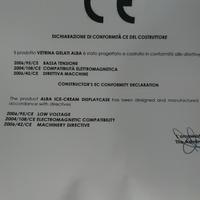 CE
DICHIARAZIONE DI CONFORMITÀ CE DEL COSTRUTTORE
Il prodotto VETRINA GELATI ALBA è stato progettato e costruito in conformità alle direttive
2006/95/CE BASSA TENSIONE
2004/108/CE COMPATIBILITÀ ELETTROMAGNETICA
2006/42/CE DIRETTIVA MACCHINE
CONSTRUCTOR'S EC CONFORMITY DECLARATION
The product ALBA ICE-CREAM DISPLAYCASE has been designed and manufactured
accordance with directives
2006/95/CE LOW VOLTAGE
2004/108/CE ELECTROMAGNETIC COMPATIBILITY
2006/42/CE MACHINERY DIRECTIVE